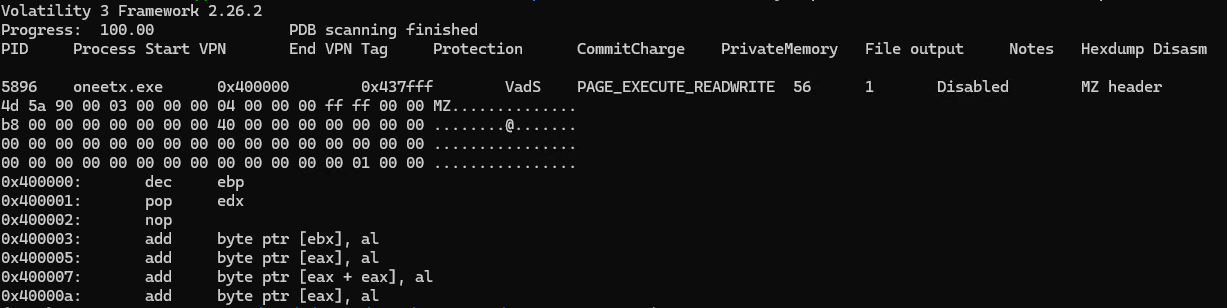 Volatility 3 Framework 2.26.2
Progress:  100.00               PDB scanning finished
PID     Process Start VPN       End VPN Tag     Protection      CommitCharge    PrivateMemory   File output     Notes   Hexdump Disasm
5896    oneetx.exe      0x400000        0x437fff        VadS    PAGE_EXECUTE_READWRITE  56      1       Disabled        MZ header
4d 5a 90 00 03 00 00 00 04 00 00 00 ff ff 00 00 MZ..............
b8 00 00 00 00 00 00 00 40 00 00 00 00 00 00 00 ........@.......
00 00 00 00 00 00 00 00 00 00 00 00 00 00 00 00 ................
00 00 00 00 00 00 00 00 00 00 00 00 00 01 00 00 ................
0x400000:       dec     ebp
0x400001:       pop     edx
0x400002:       nop
0x400003:       add     byte ptr [ebx], al
0x400005:       add     byte ptr [eax], al
0x400007:       add     byte ptr [eax + eax], al
0x40000a:       add     byte ptr [eax], al